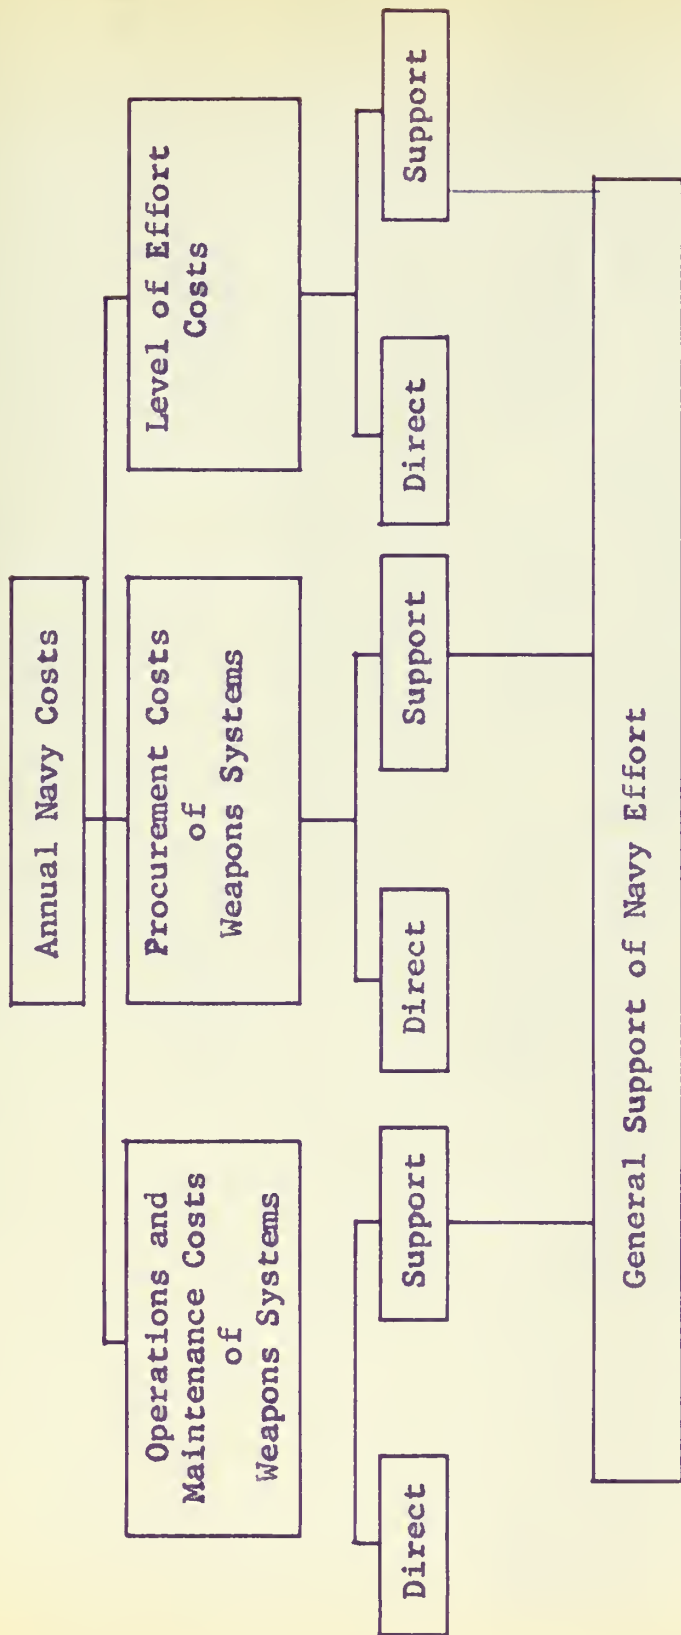 Annual Navy Costs
Operations and
Maintenance Costs
of
Weapons Systems
Procurement Costs
of
Weapons Systems
Level of Effort
Costs
Direct
Support
Direct
Support
Direct
Support
General Support of Navy Effort